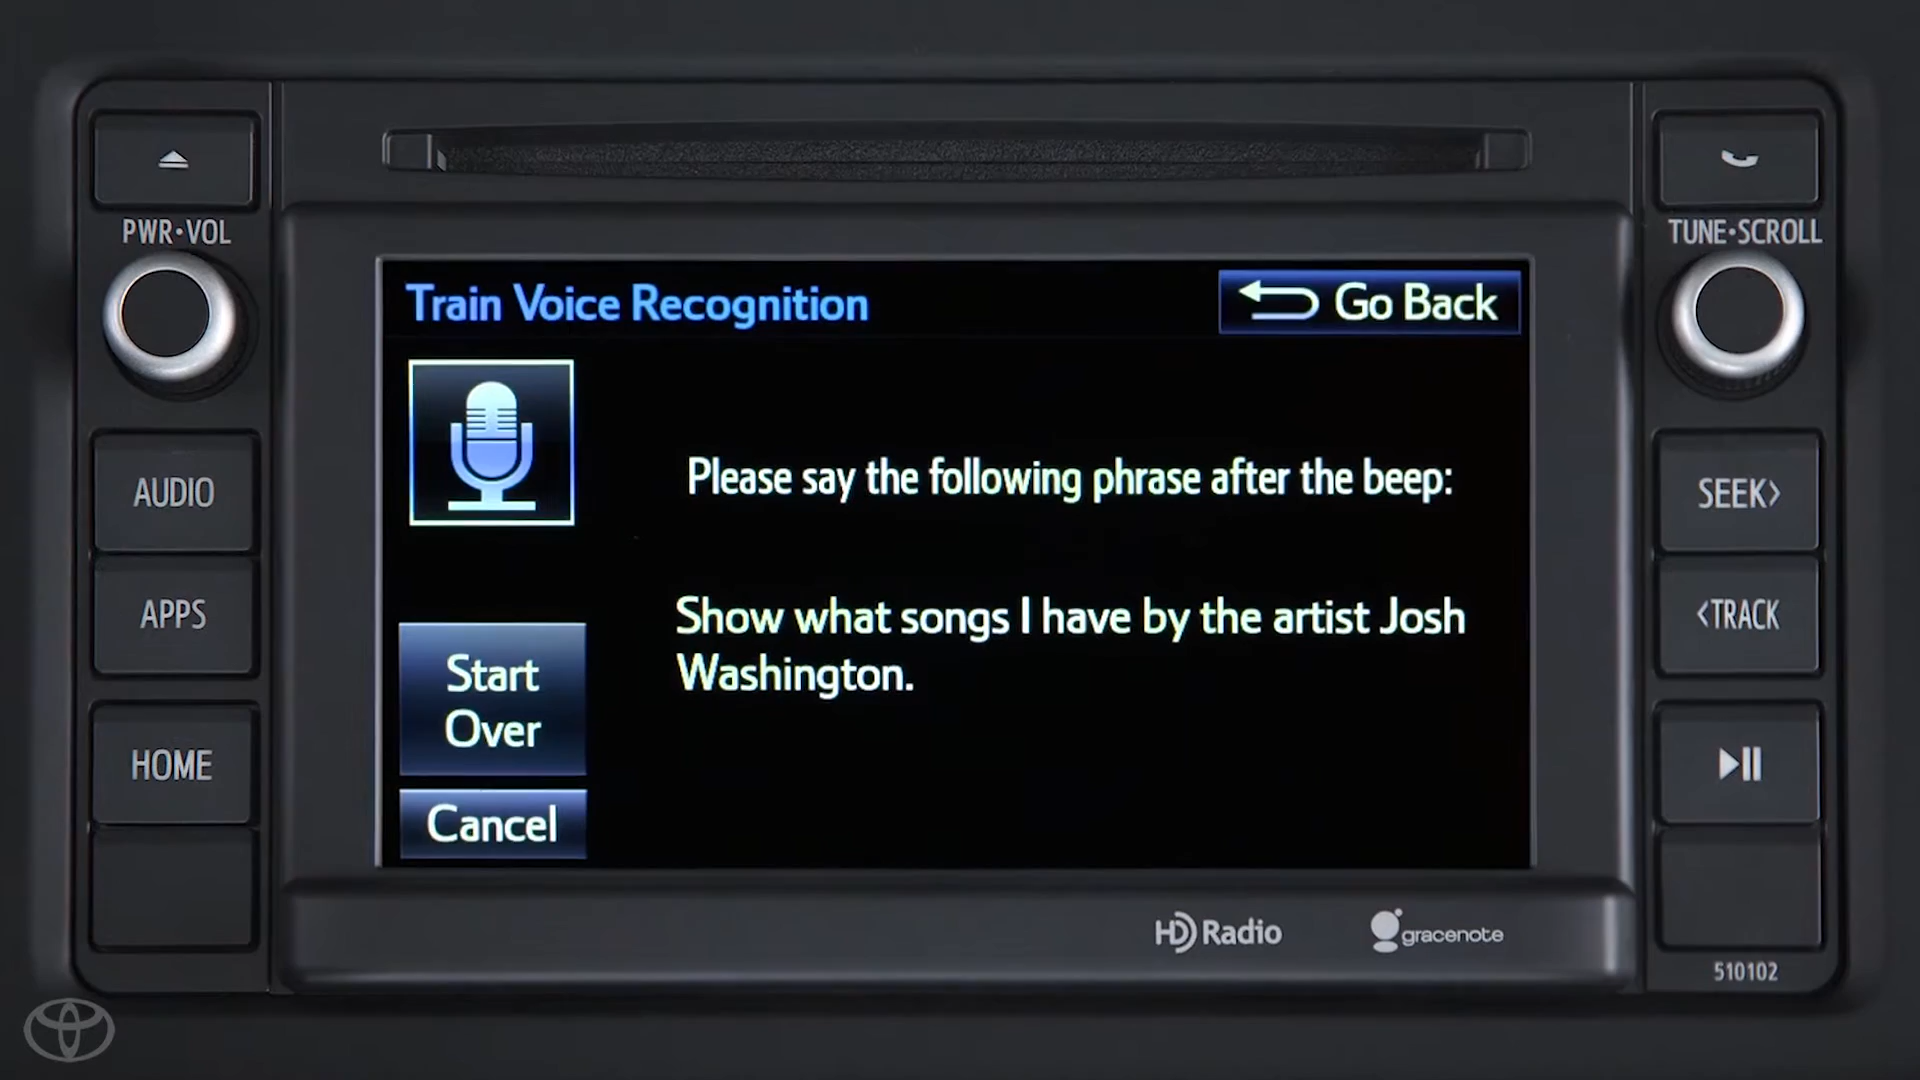 PWR•VOL
TUNE•SCROLL
Train Voice Recognition
Go Back
AUDIO
SEEK>
Please say the following phrase after the beep:
APPS
<TRACK
Show what songs I have by the artist Josh
Washington.
Start
Over
HOME
Cancel
HD Radio
gracenote
510102